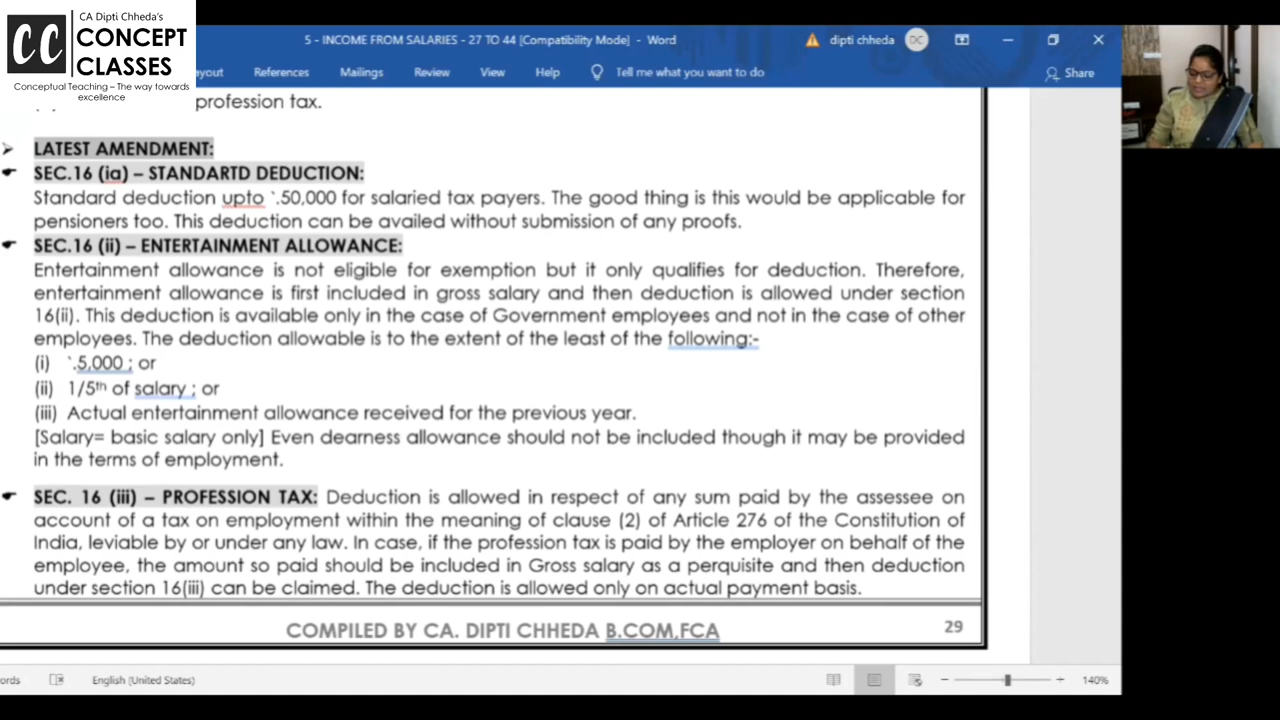 CA Dipti Chheda's
CC CONCEPT
CLASSES
Conceptual Teaching – The way towards
excellence
5 - INCOME FROM SALARIES - 27 TO 44 [Compatibility Mode] - Word
dipti chheda DC
References Mailings Review View Help Tell me what you want to do Share
profession tax.
LATEST AMENDMENT:
SEC.16 (ia) – STANDARTD DEDUCTION:
Standard deduction upto `.50,000 for salaried tax payers. The good thing is this would be applicable for
pensioners too. This deduction can be availed without submission of any proofs.
SEC.16 (ii) – ENTERTAINMENT ALLOWANCE:
Entertainment allowance is not eligible for exemption but it only qualifies for deduction. Therefore,
entertainment allowance is first included in gross salary and then deduction is allowed under section
16(ii). This deduction is available only in the case of Government employees and not in the case of other
employees. The deduction allowable is to the extent of the least of the following:-
(i) `.5,000 ; or
(ii) 1/5th of salary ; or
(iii) Actual entertainment allowance received for the previous year.
[Salary= basic salary only] Even dearness allowance should not be included though it may be provided
in the terms of employment.
SEC. 16 (iii) – PROFESSION TAX: Deduction is allowed in respect of any sum paid by the assessee on
account of a tax on employment within the meaning of clause (2) of Article 276 of the Constitution of
India, leviable by or under any law. In case, if the profession tax is paid by the employer on behalf of the
employee, the amount so paid should be included in Gross salary as a perquisite and then deduction
under section 16(iii) can be claimed. The deduction is allowed only on actual payment basis.
COMPILED BY CA. DIPTI CHHEDA B.COM,FCA 29
English (United States) 140%